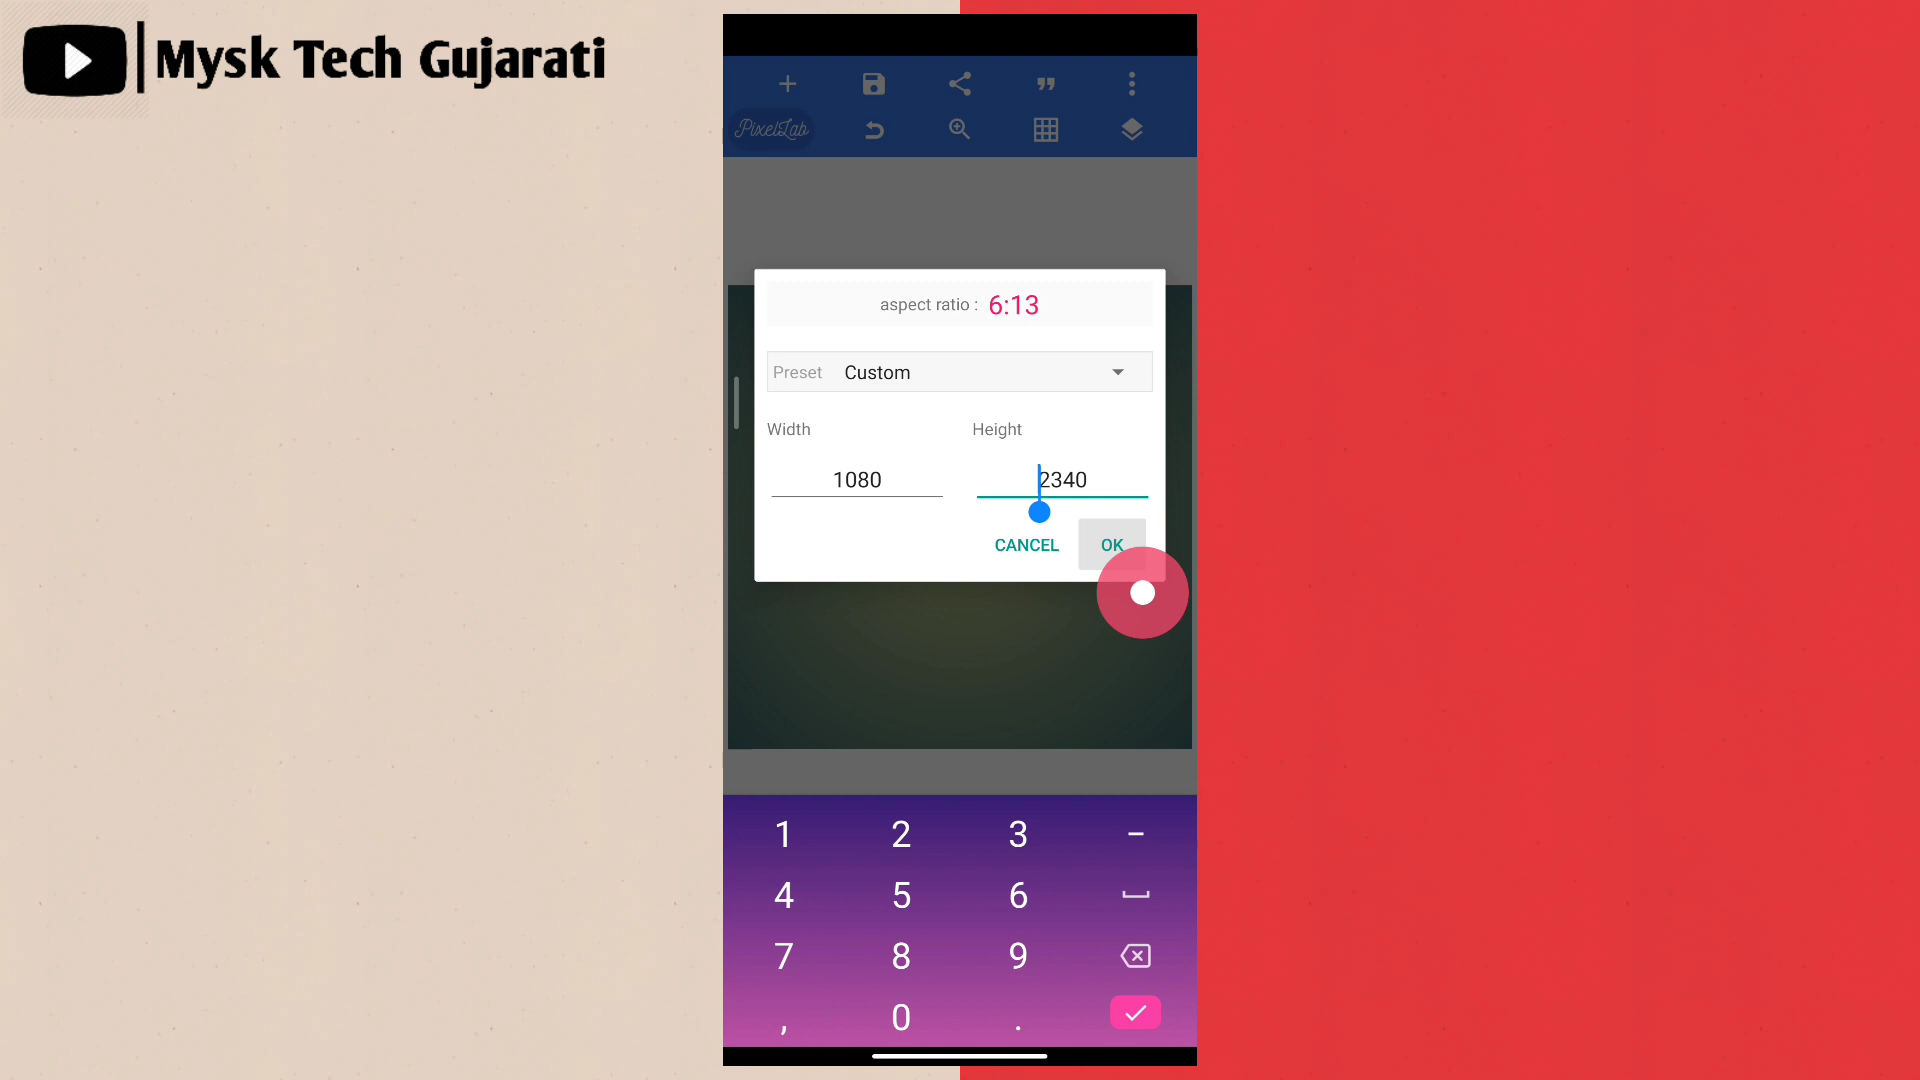 Mysk Tech Gujarati
PixelLab
aspect ratio : 6:13
Preset Custom
Width Height
1080 2340
CANCEL OK
1 2 3 -
4 5 6
7 8 9
, 0 .